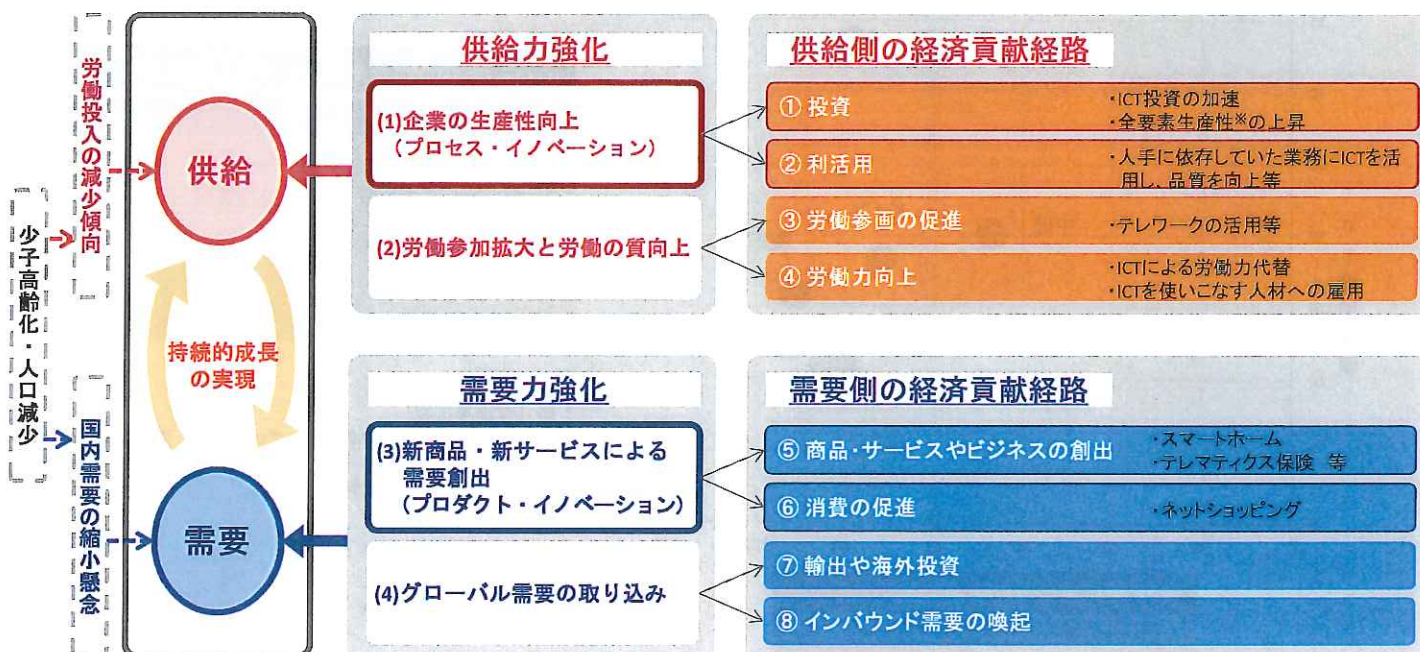 少子高齢化・人口減少
労働投入の減少傾向
国内需要の縮小懸念
供給
持続的成長
の実現
需要
供給力強化
(1)企業の生産性向上
(プロセス・イノベーション)
(2)労働参加拡大と労働の質向上
供給側の経済貢献経路
① 投資
・ICT投資の加速
・全要素生産性※の上昇
② 利活用
・人手に依存していた業務にICTを活
用し、品質を向上等
③ 労働参画の促進
・テレワークの活用等
④ 労働力向上
・ICTによる労働力代替
・ICTを使いこなす人材への雇用
需要力強化
(3)新商品・新サービスによる
需要創出
(プロダクト・イノベーション)
(4)グローバル需要の取り込み
需要側の経済貢献経路
⑤ 商品・サービスやビジネスの創出
・スマートホーム
・テレマティクス保険 等
⑥ 消費の促進
・ネットショッピング
⑦ 輸出や海外投資
⑧ インバウンド需要の喚起